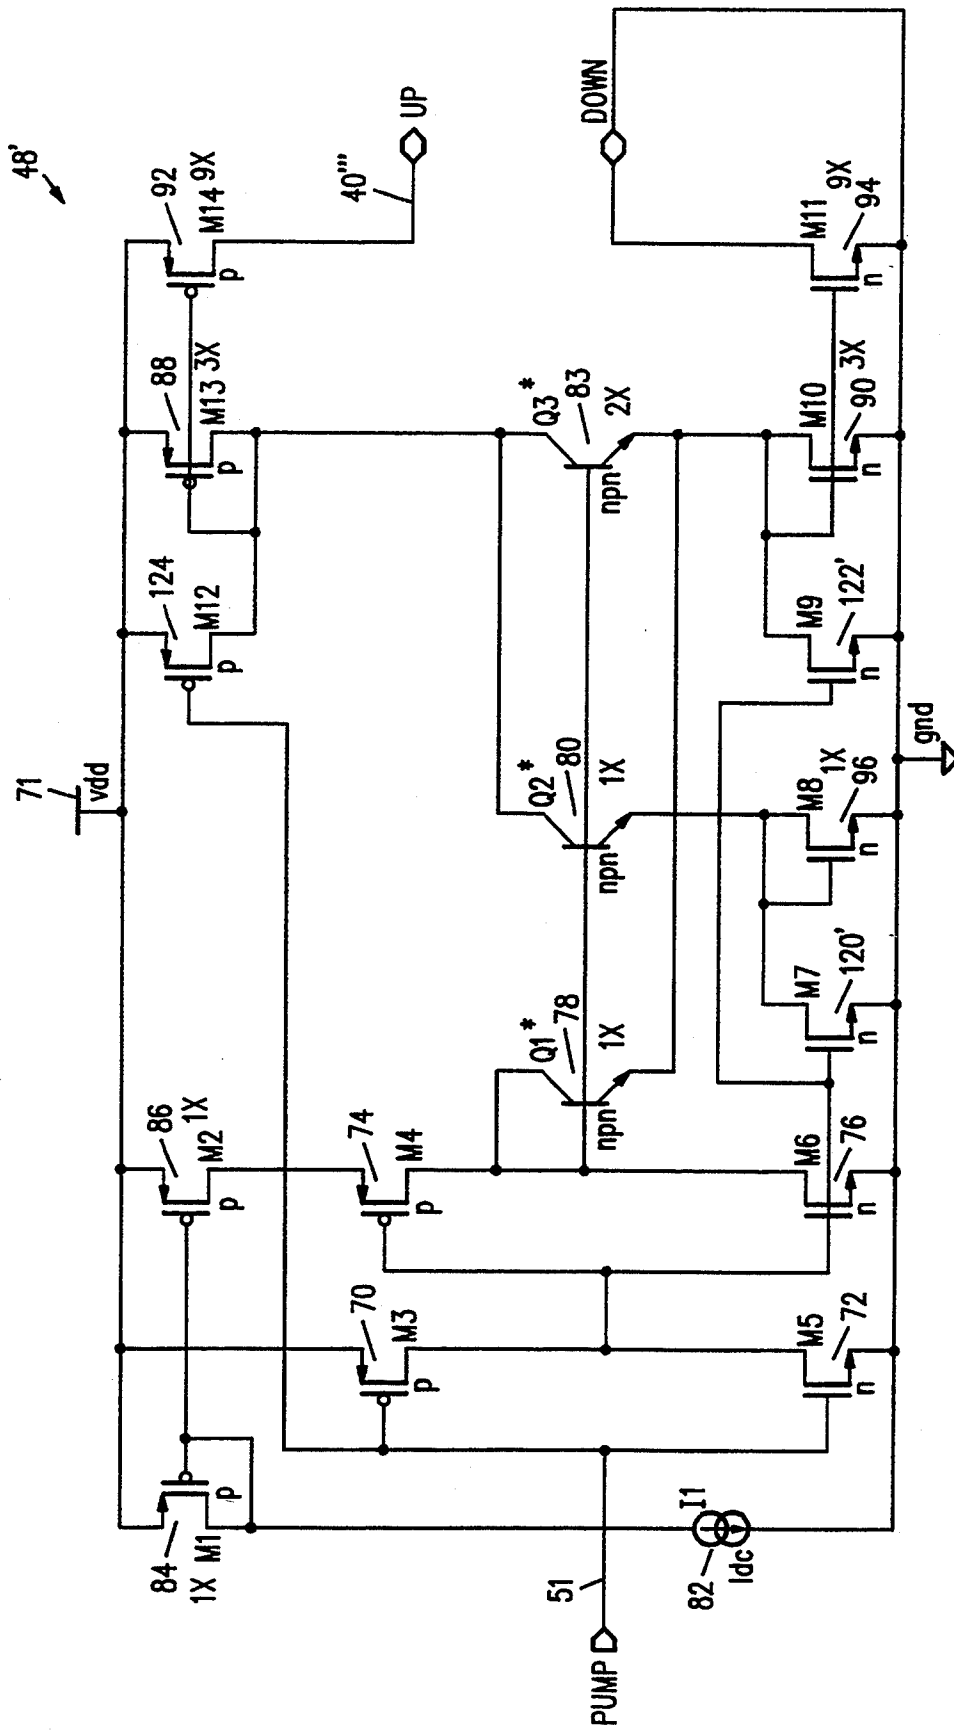 48'
71
vdd
84
1X M1
p
86
1X
M2
p
124
M12
p
88
M13 3X
p
92
M14 9X
p
40'''
UP
70
M3
p
74
M4
p
PUMP
51
82
I1
Idc
Q1*
78
npn
1X
Q2*
80
npn
1X
Q3*
83
npn
2X
DOWN
M5
72
n
M6
76
n
M7
120'
n
M8 1X
96
n
M9
122'
n
M10 3X
90
n
M11 9X
94
n
gnd